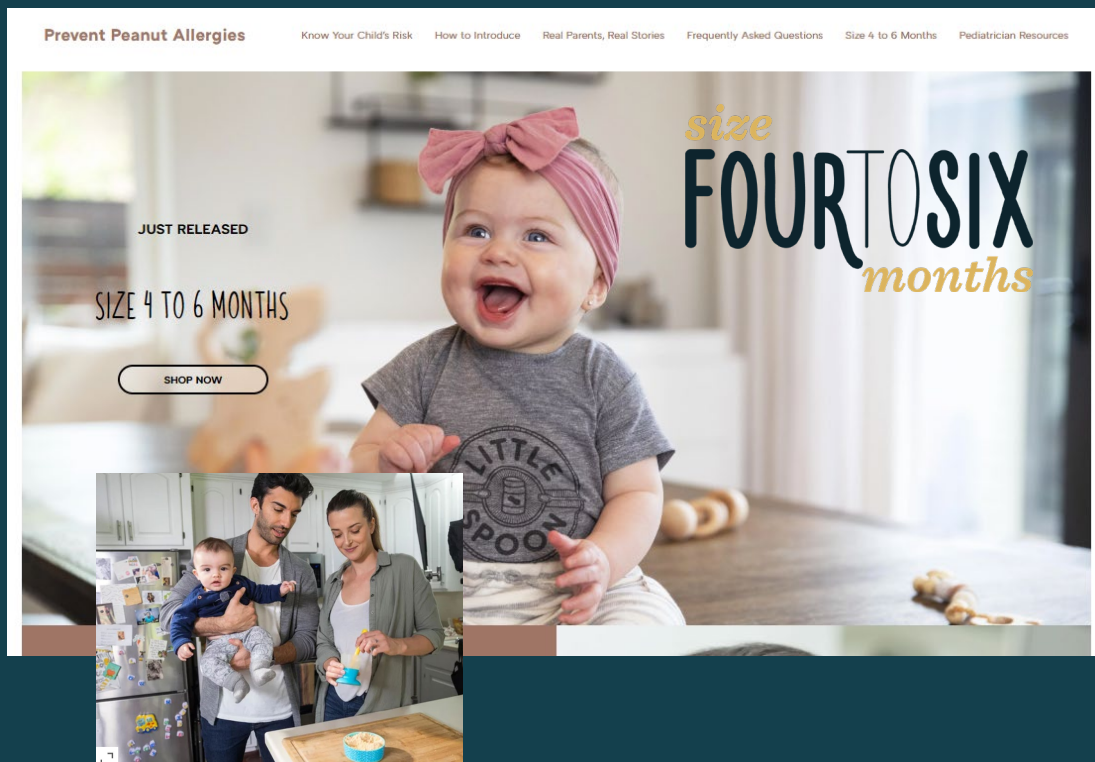 Prevent Peanut Allergies
Know Your Child's Risk
How to Introduce
Real Parents, Real Stories
Frequently Asked Questions
Size 4 to 6 Months
Pediatrician Resources
size
FOURTOSIX
months
JUST RELEASED
SIZE 4 TO 6 MONTHS
SHOP NOW
LITTLE
SPOON